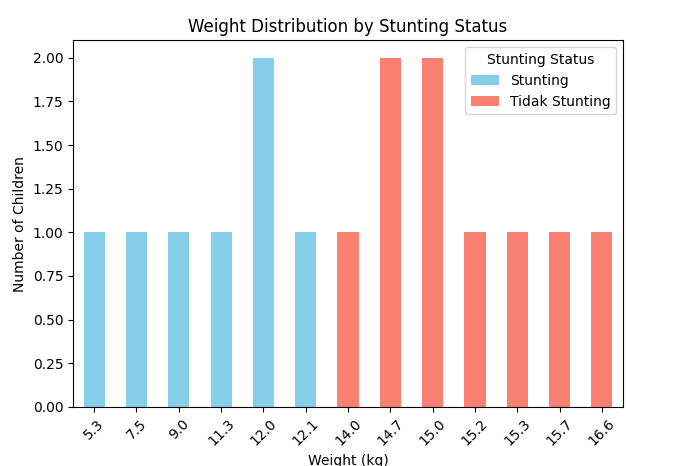 Weight Distribution by Stunting Status
Stunting Status
Stunting
Tidak Stunting
Number of Children
2.00
1.75
1.50
1.25
1.00
0.75
0.50
0.25
0.00
5.3 7.5 9.0 11.3 12.0 12.1 14.0 14.7 15.0 15.2 15.3 15.7 16.6
Weight (kg)